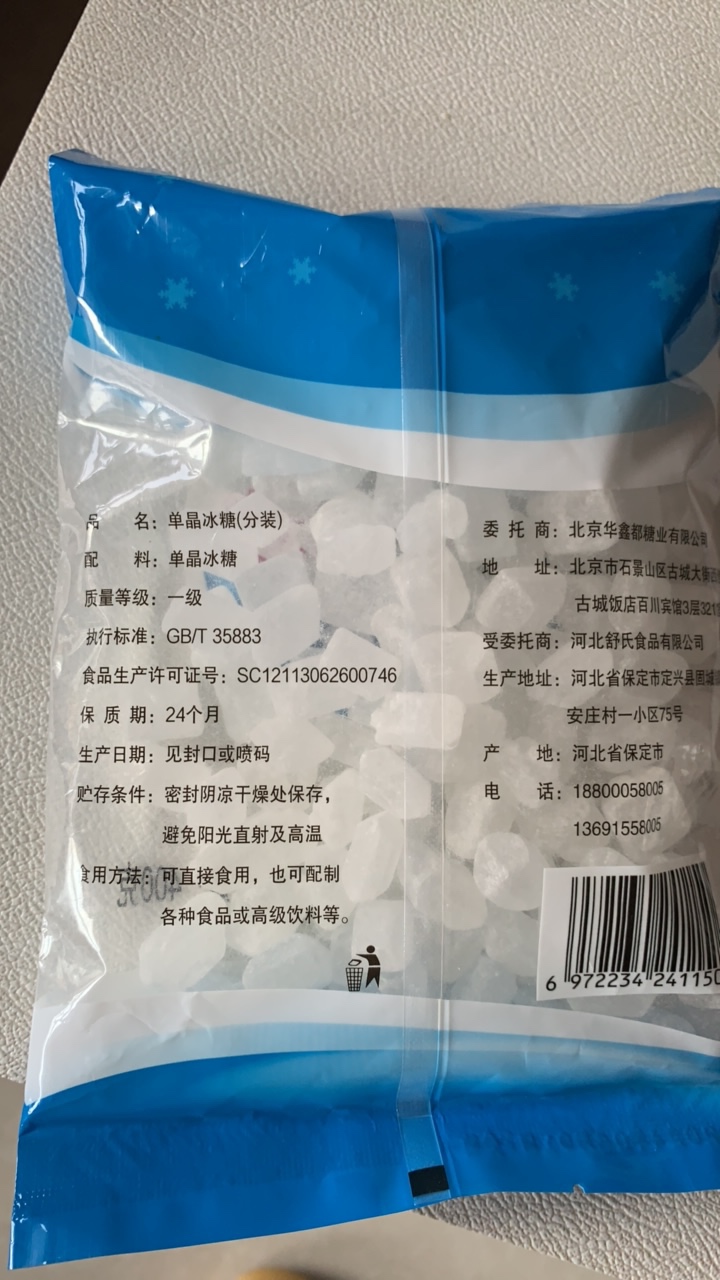 品 名：单晶冰糖(分装)
配 料：单晶冰糖
质量等级：一级
执行标准：GB/T 35883
食品生产许可证号：SC12113062600746
保 质 期：24个月
生产日期：见封口或喷码
贮存条件：密封阴凉干燥处保存，
避免阳光直射及高温
食用方法：可直接食用，也可配制
各种食品或高级饮料等。
委 托 商：北京华鑫都糖业有限公司
地 址：北京市石景山区古城大街
古城饭店百川宾馆3层321
受委托商：河北舒氏食品有限公司
生产地址：河北省保定市定兴县固城
安庄村一小区75号
产 地：河北省保定市
电 话：18800058005
13691558005
6 972234 241150